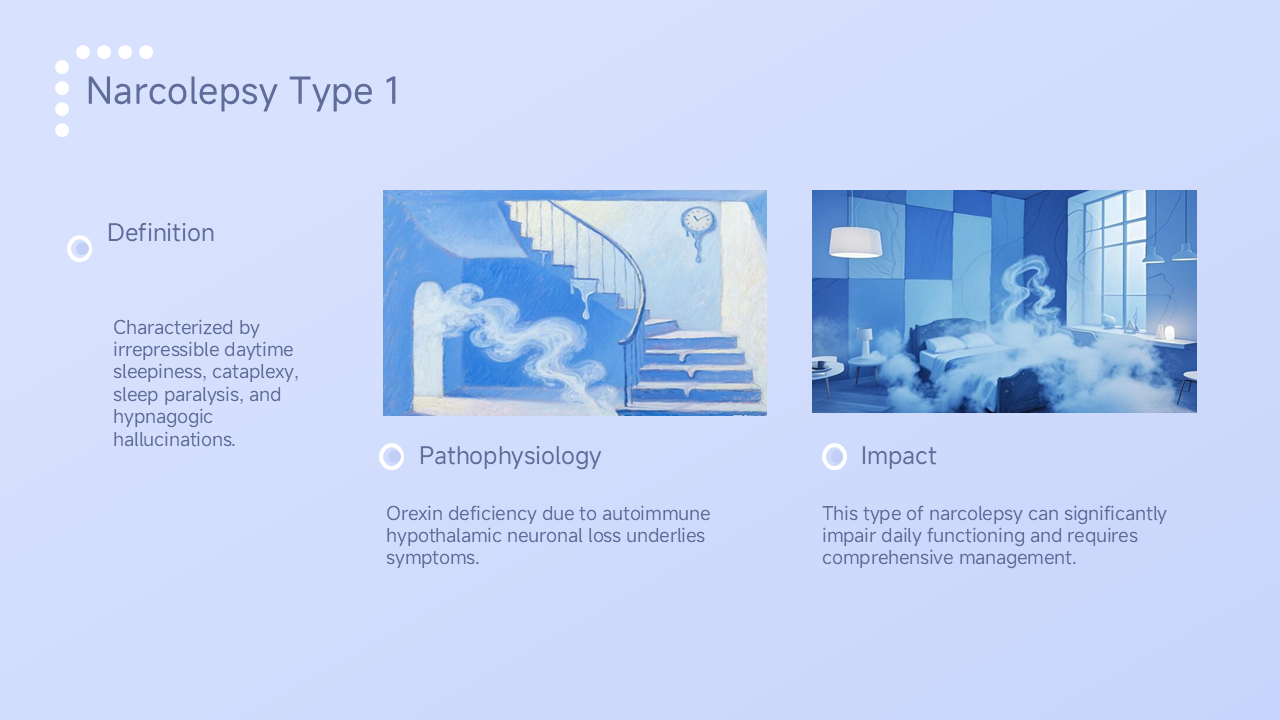 Narcolepsy Type 1
Definition
Characterized by
irrepressible daytime
sleepiness, cataplexy,
sleep paralysis, and
hypnagogic
hallucinations.
Pathophysiology
Orexin deficiency due to autoimmune
hypothalamic neuronal loss underlies
symptoms.
Impact
This type of narcolepsy can significantly
impair daily functioning and requires
comprehensive management.